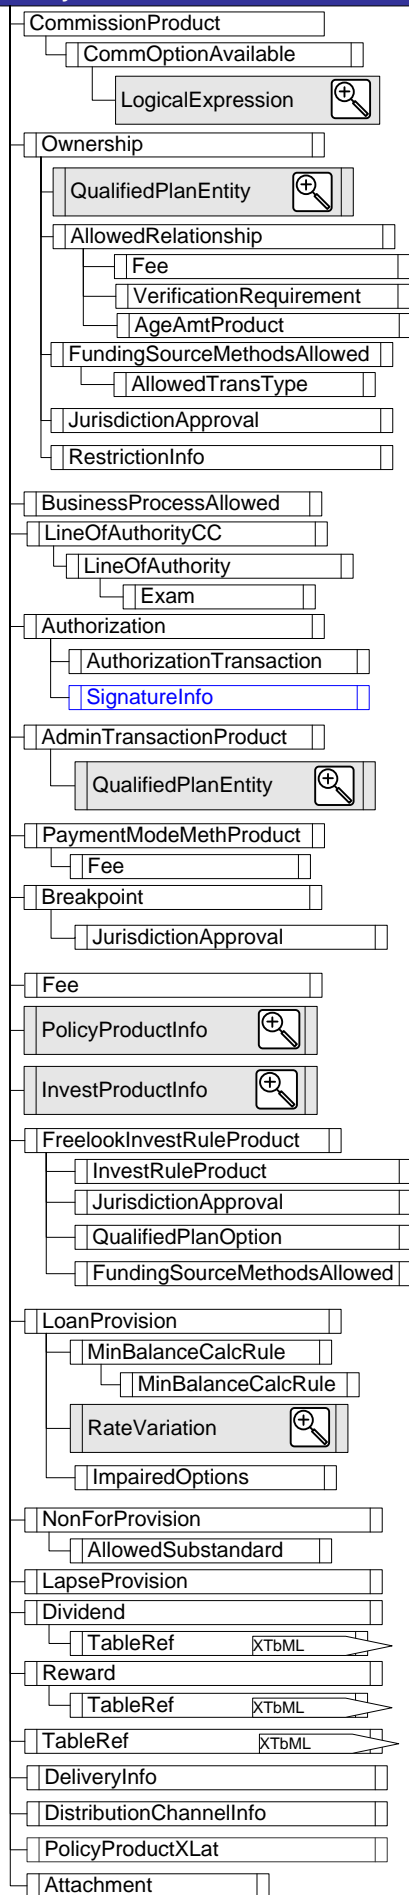 CommissionProduct
CommOptionAvailable
LogicalExpression
Ownership
QualifiedPlanEntity
AllowedRelationship
Fee
VerificationRequirement
AgeAmtProduct
FundingSourceMethodsAllowed
AllowedTransType
JurisdictionApproval
RestrictionInfo
BusinessProcessAllowed
LineOfAuthorityCC
LineOfAuthority
Exam
Authorization
AuthorizationTransaction
SignatureInfo
AdminTransactionProduct
QualifiedPlanEntity
PaymentModeMethProduct
Fee
Breakpoint
JurisdictionApproval
Fee
PolicyProductInfo
InvestProductInfo
FreelookInvestRuleProduct
InvestRuleProduct
JurisdictionApproval
QualifiedPlanOption
FundingSourceMethodsAllowed
LoanProvision
MinBalanceCalcRule
MinBalanceCalcRule
RateVariation
ImpairedOptions
NonForProvision
AllowedSubstandard
LapseProvision
Dividend
TableRef XTbML
Reward
TableRef XTbML
TableRef XTbML
DeliveryInfo
DistributionChannelInfo
PolicyProductXLat
Attachment